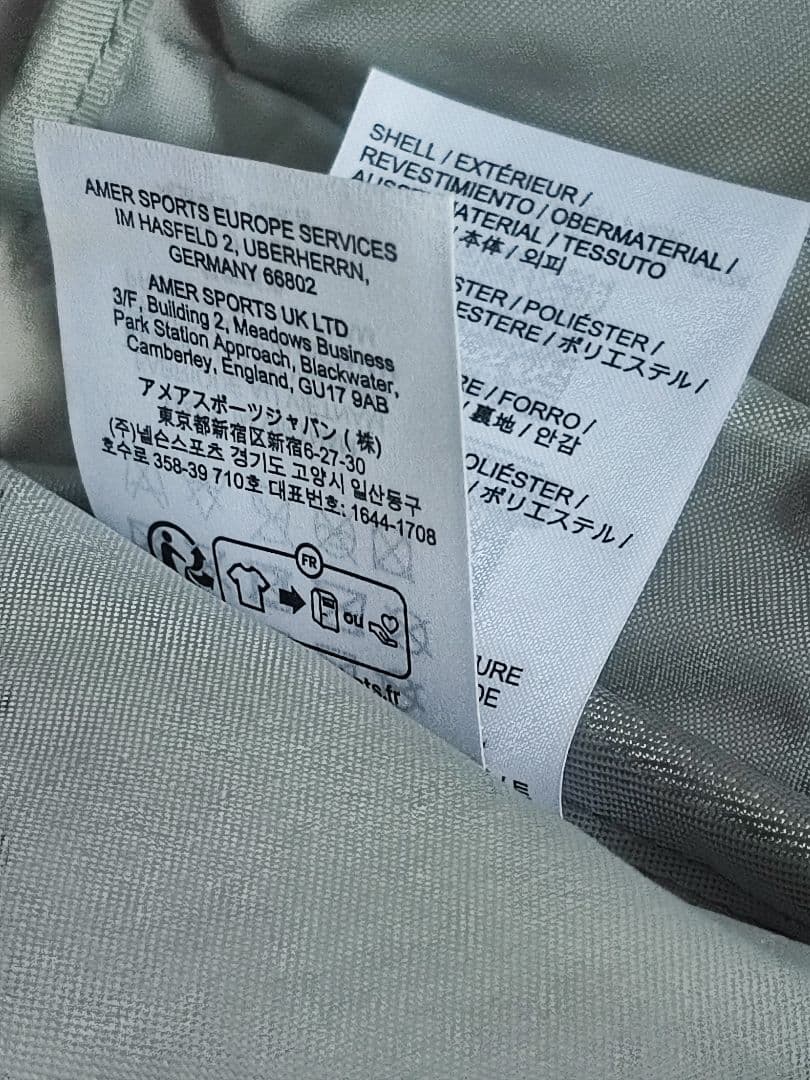 AMER SPORTS EUROPE SERVICES
IM HASFELD 2, UBERHERRN,
GERMANY 66802
AMER SPORTS UK LTD
3/F, Building 2, Meadows Business
Park Station Approach, Blackwater,
Camberley, England, GU17 9AB
アメアスポーツジャパン (株)
東京都新宿区新宿6-27-30
(주)넬슨스포츠 경기도 고양시 일산동구
호수로 358-39 710호 대표번호: 1644-1708
FR
ou
ts.fr
SHELL / EXTÉRIEUR /
REVESTIMIENTO / OBERMATERIAL /
MATERIAL / TESSUTO
/ 本体 / 외피
STER / POLIÉSTER /
ESTERE / ポリエステル /
RE / FORRO /
/ 裏地 / 안감
OLIÉSTER /
/ ポリエステル /
URE
DE